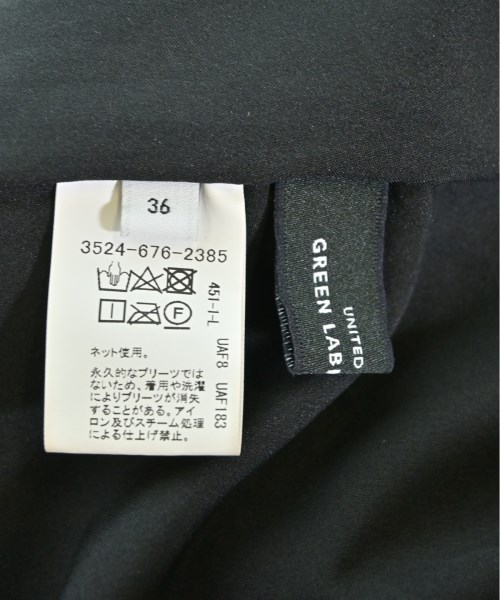 36
3524-676-2385
F
451-I-L UAF8 UAF183
ネット使用。
永久的なプリーツでは
ないため、着用や洗濯
によりプリーツが消失
することがある。アイ
ロン及びスチーム処理
による仕上げ禁止。
UNITED
GREEN LABE